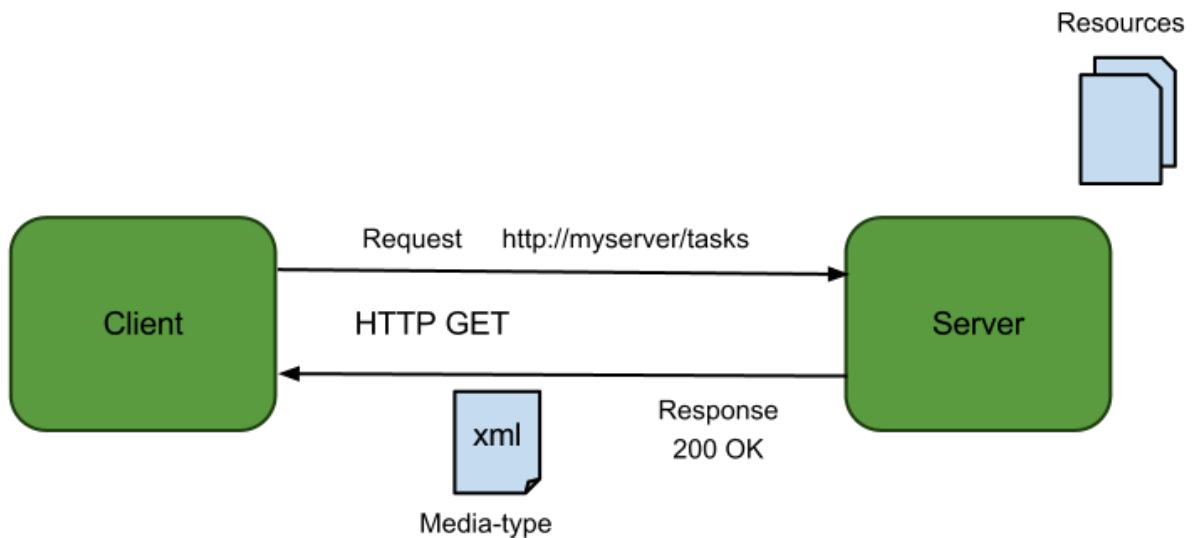 Resources
Request http://myserver/tasks
Client
HTTP GET
Server
xml
Response
200 OK
Media-type